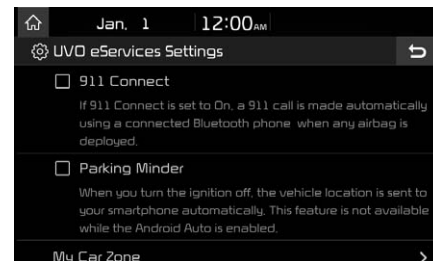 Jan. 1 12:00 AM
UVO eServices Settings
911 Connect
If 911 Connect is set to On, a 911 call is made automatically
using a connected Bluetooth phone when any airbag is
deployed.
Parking Minder
When you turn the ignition off, the vehicle location is sent to
your smartphone automatically. This feature is not available
while the Android Auto is enabled.
My Car Zone